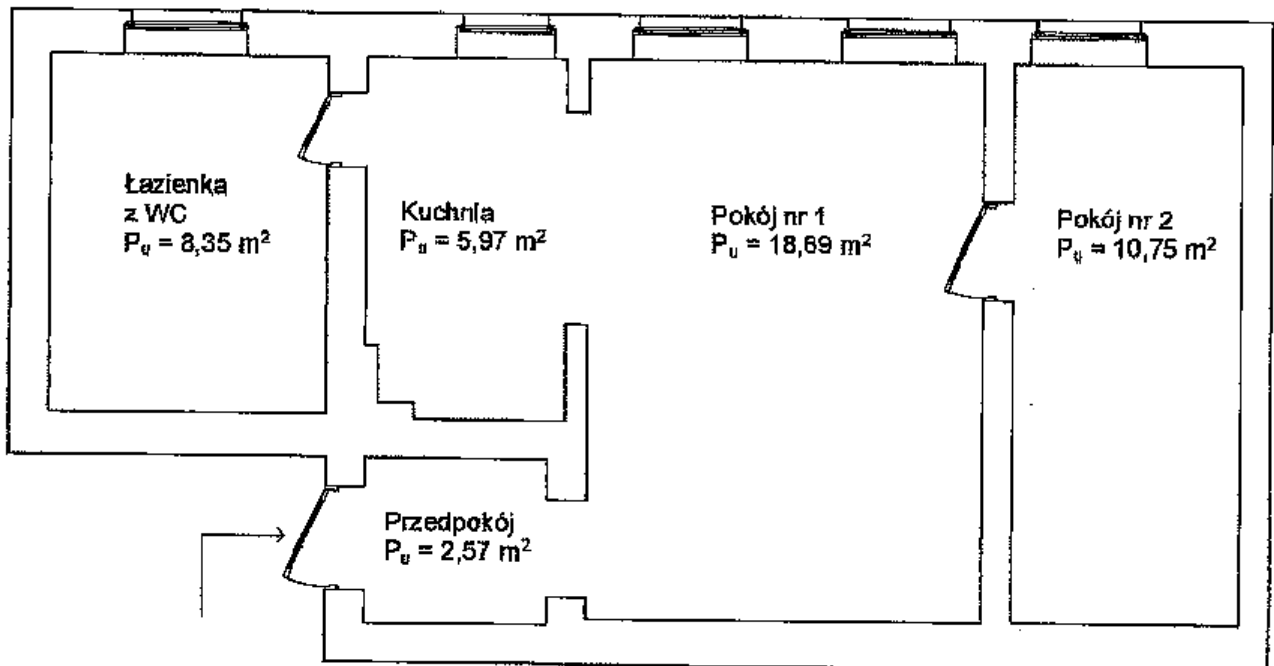 Łazienka
z WC
Pᵤ = 8,35 m²
Kuchnia
Pᵤ = 5,97 m²
Pokój nr 1
Pᵤ = 18,69 m²
Pokój nr 2
Pᵤ = 10,75 m²
Przedpokój
Pᵤ = 2,57 m²